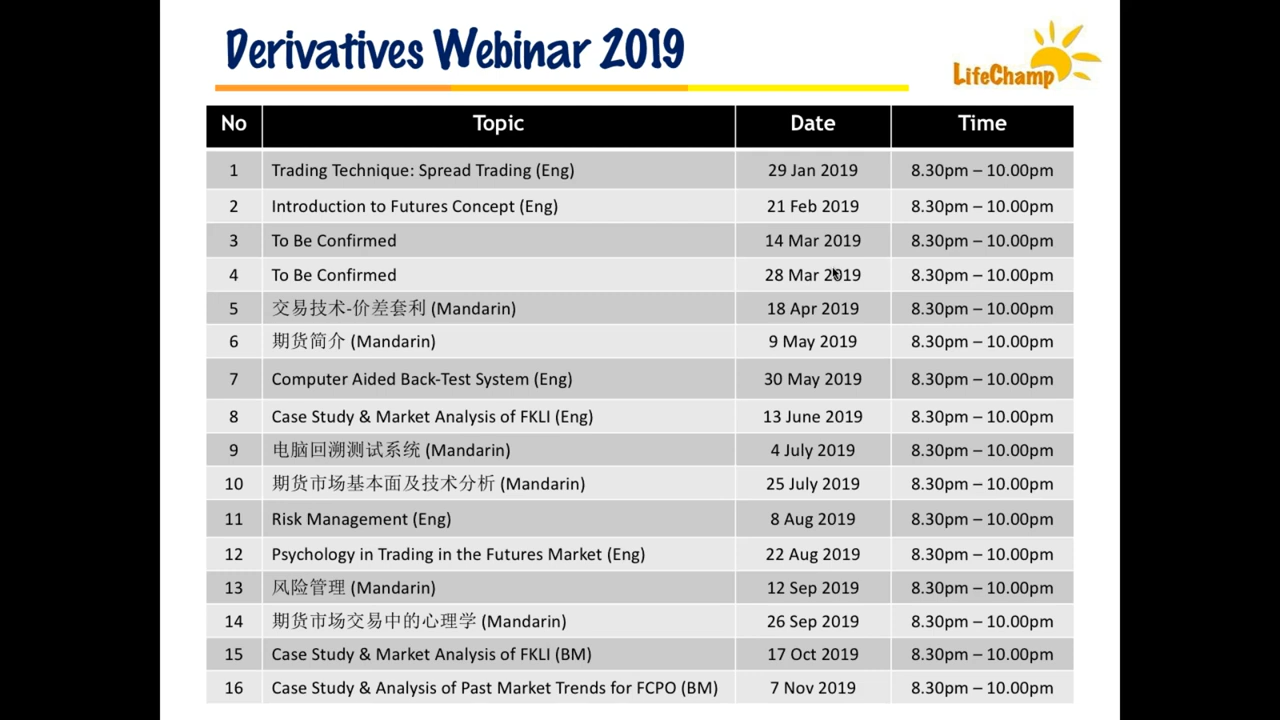 Derivatives Webinar 2019
LifeChamp
No Topic Date Time
1 Trading Technique: Spread Trading (Eng) 29 Jan 2019 8.30pm – 10.00pm
2 Introduction to Futures Concept (Eng) 21 Feb 2019 8.30pm – 10.00pm
3 To Be Confirmed 14 Mar 2019 8.30pm – 10.00pm
4 To Be Confirmed 28 Mar 2019 8.30pm – 10.00pm
5 交易技术-价差套利 (Mandarin) 18 Apr 2019 8.30pm – 10.00pm
6 期货简介 (Mandarin) 9 May 2019 8.30pm – 10.00pm
7 Computer Aided Back-Test System (Eng) 30 May 2019 8.30pm – 10.00pm
8 Case Study & Market Analysis of FKLI (Eng) 13 June 2019 8.30pm – 10.00pm
9 电脑回溯测试系统 (Mandarin) 4 July 2019 8.30pm – 10.00pm
10 期货市场基本面及技术分析 (Mandarin) 25 July 2019 8.30pm – 10.00pm
11 Risk Management (Eng) 8 Aug 2019 8.30pm – 10.00pm
12 Psychology in Trading in the Futures Market (Eng) 22 Aug 2019 8.30pm – 10.00pm
13 风险管理 (Mandarin) 12 Sep 2019 8.30pm – 10.00pm
14 期货市场交易中的心理学 (Mandarin) 26 Sep 2019 8.30pm – 10.00pm
15 Case Study & Market Analysis of FKLI (BM) 17 Oct 2019 8.30pm – 10.00pm
16 Case Study & Analysis of Past Market Trends for FCPO (BM) 7 Nov 2019 8.30pm – 10.00pm